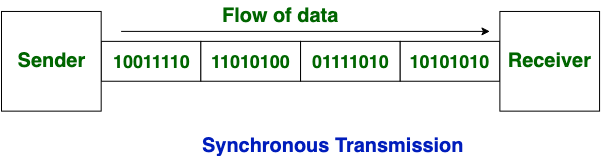 Flow of data
Sender 10011110 11010100 01111010 10101010 Receiver
Synchronous Transmission